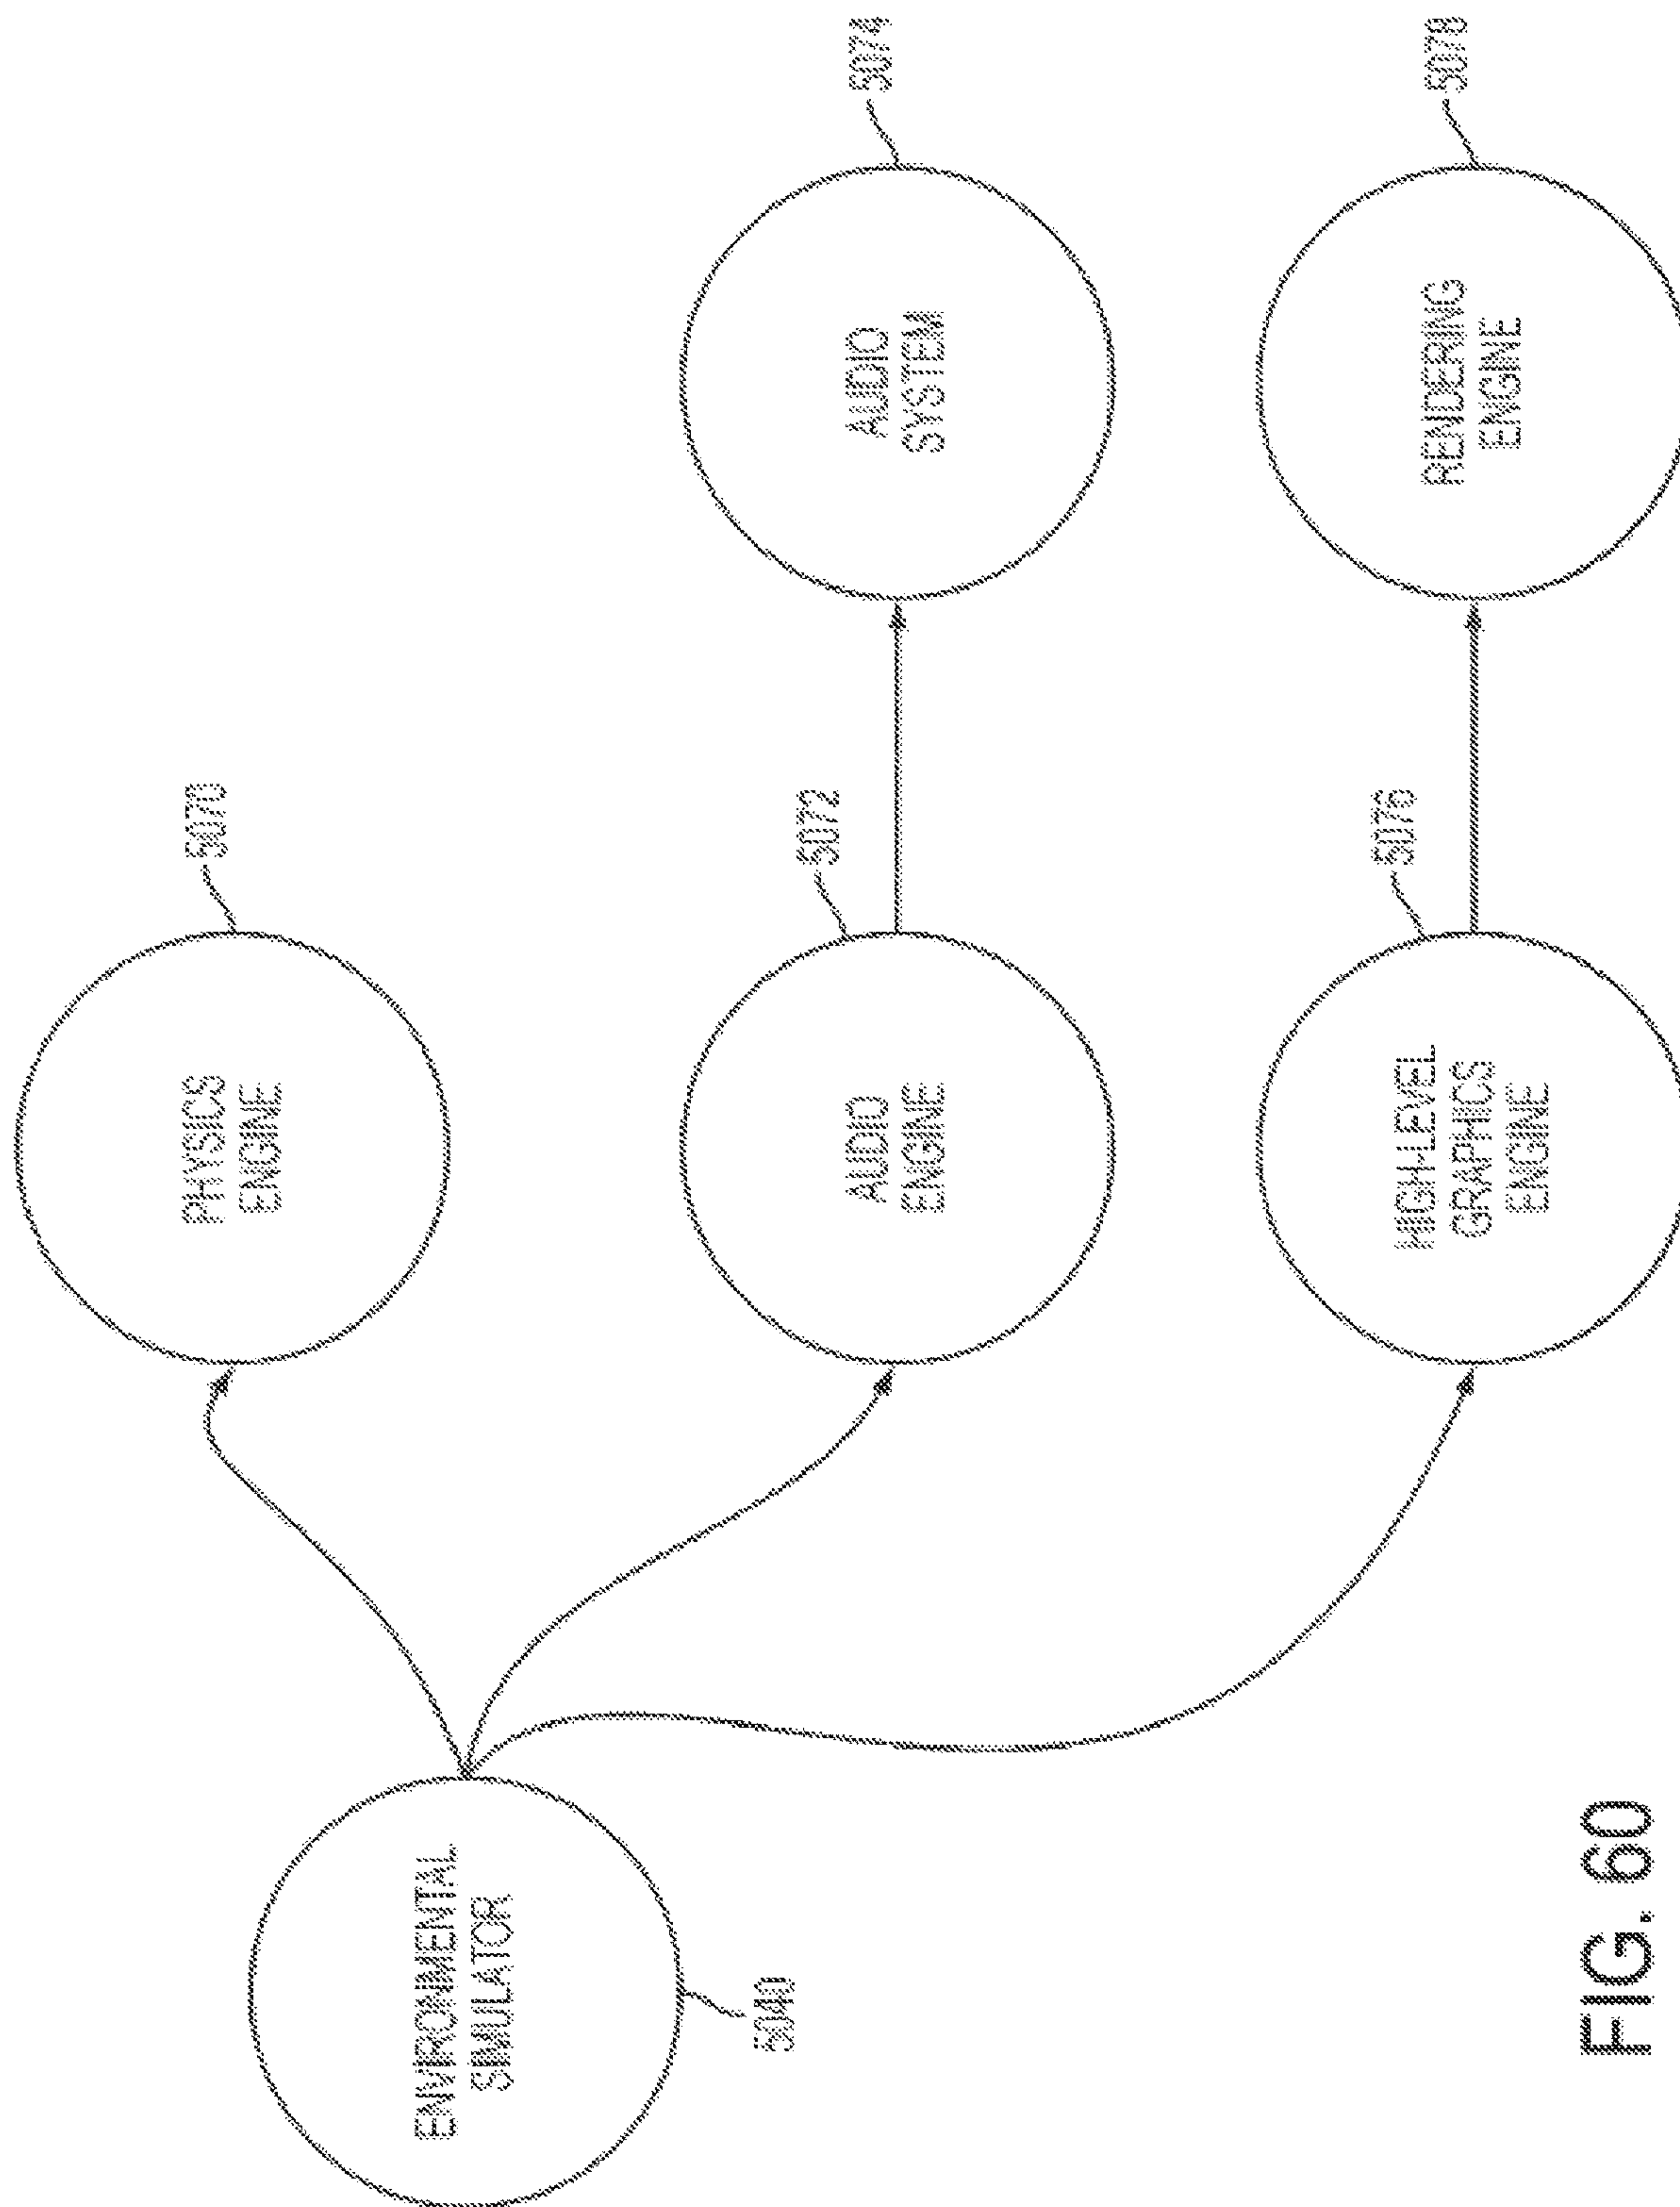 PHYSICS
ENGINE
5070
AUDIO
ENGINE
5072
AUDIO
SYSTEM
5074
ENVIRONMENTAL
SIMULATOR
5040
HIGH-LEVEL
GRAPHICS
ENGINE
5076
RENDERING
ENGINE
5078
FIG. 60